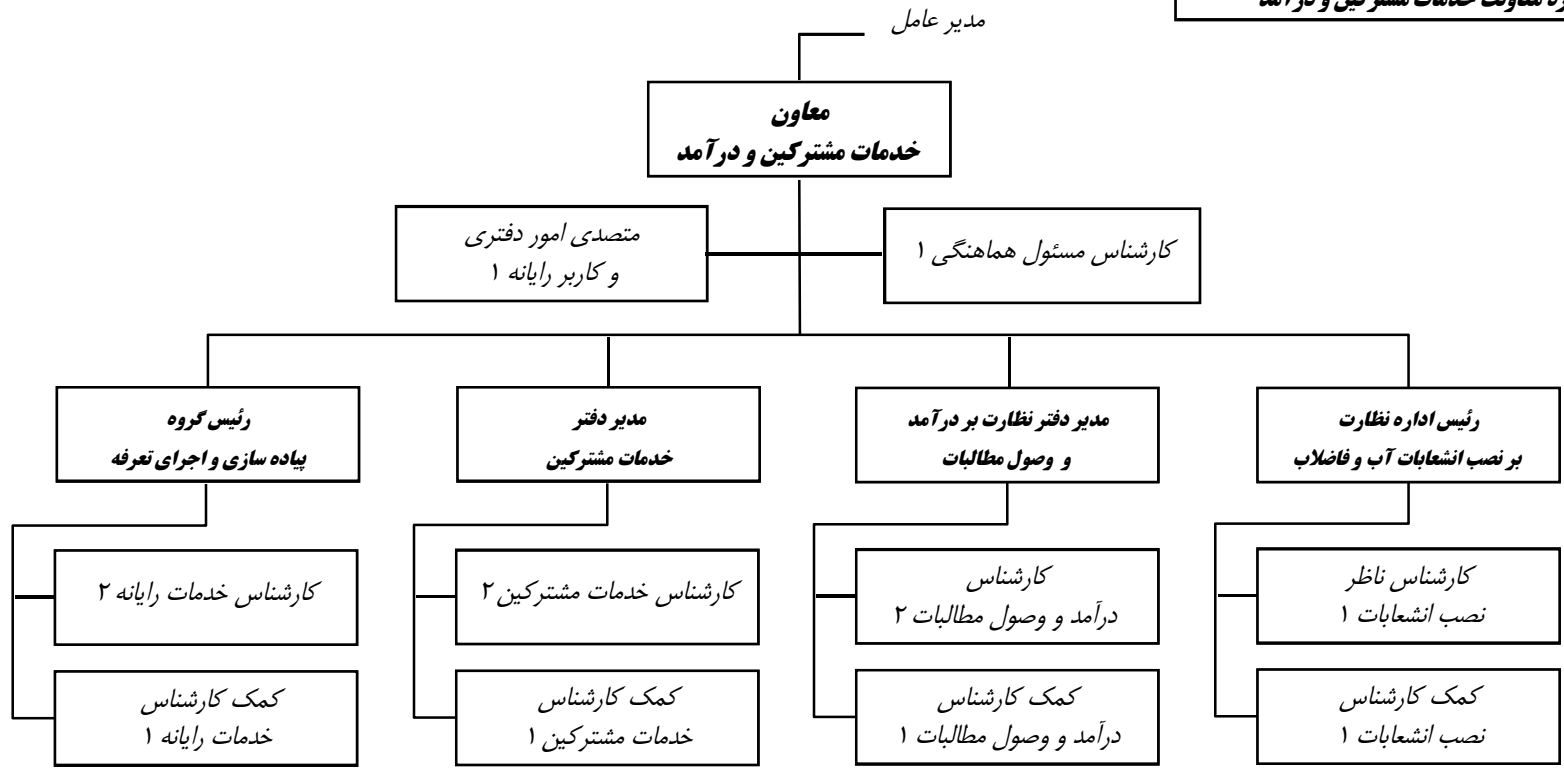 معاونت خدمات مشترکین و درآمد
مدیر عامل
معاون
خدمات مشترکین و درآمد
کارشناس مسئول هماهنگی ۱
متصدی امور دفتری
و کاربر رایانه ۱
رئیس اداره نظارت
بر نصب انشعابات آب و فاضلاب
مدیر دفتر نظارت بر درآمد
و وصول مطالبات
مدیر دفتر
خدمات مشترکین
رئیس گروه
پیاده سازی و اجرای تعرفه
کارشناس ناظر
نصب انشعابات ۱
کارشناس
درآمد و وصول مطالبات ۲
کارشناس خدمات مشترکین ۲
کارشناس خدمات رایانه ۲
کمک کارشناس
نصب انشعابات ۱
کمک کارشناس
درآمد و وصول مطالبات ۱
کمک کارشناس
خدمات مشترکین ۱
کمک کارشناس
خدمات رایانه ۱